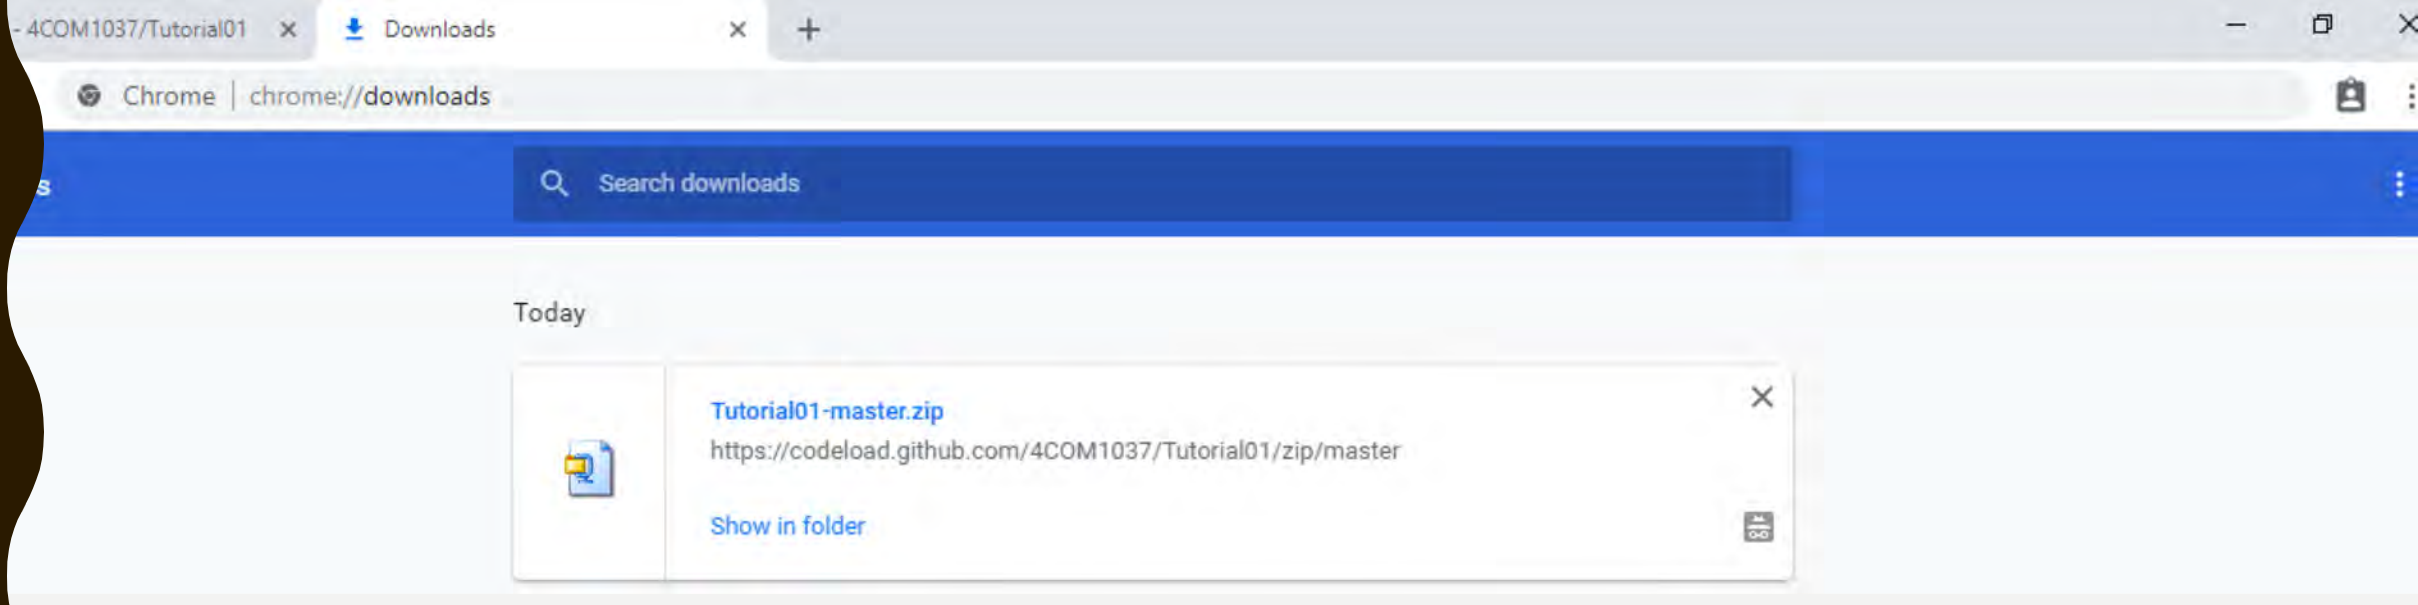 - 4COM1037/Tutorial01
Downloads
Chrome | chrome://downloads
s
Search downloads
Today
Tutorial01-master.zip
https://codeload.github.com/4COM1037/Tutorial01/zip/master
Show in folder